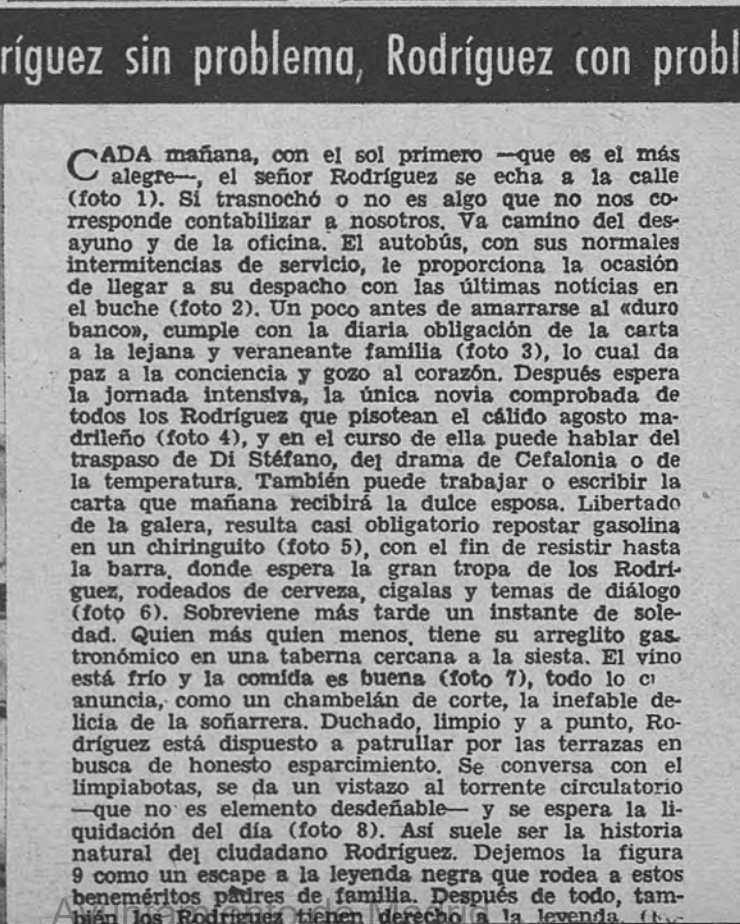 ríguez sin problema, Rodríguez con probl
CADA mañana, con el sol primero —que es el más
alegre—, el señor Rodríguez se echa a la calle
(foto 1). Si trasnochó o no es algo que no nos co-
rresponde contabilizar a nosotros. Va camino del des-
ayuno y de la oficina. El autobús, con sus normales
intermitencias de servicio, le proporciona la ocasión
de llegar a su despacho con las últimas noticias en
el buche (foto 2). Un poco antes de amarrarse al «duro
banco», cumple con la diaria obligación de la carta
a la lejana y veraneante familia (foto 3), lo cual da
paz a la conciencia y gozo al corazón. Después espera
la jornada intensiva, la única novia comprobada de
todos los Rodríguez que pisotean el cálido agosto ma-
drileño (foto 4), y en el curso de ella puede hablar del
traspaso de Di Stéfano, del drama de Cefalonia o de
la temperatura. También puede trabajar o escribir la
carta que mañana recibirá la dulce esposa. Libertado
de la galera, resulta casi obligatorio repostar gasolina
en un chiringuito (foto 5), con el fin de resistir hasta
la barra, donde espera la gran tropa de los Rodrí-
guez, rodeados de cerveza, cigalas y temas de diálogo
(foto 6). Sobreviene más tarde un instante de sole-
dad. Quien más quien menos, tiene su arreglito gas-
tronómico en una taberna cercana a la siesta. El vino
está frío y la comida es buena (foto 7), todo lo
anuncia, como un chambelán de corte, la inefable de-
licia de la soñarrera. Duchado, limpio y a punto, Ro-
dríguez está dispuesto a patrullar por las terrazas en
busca de honesto esparcimiento. Se conversa con el
limpiabotas, se da un vistazo al torrente circulatorio
—que no es elemento desdeñable— y se espera la li-
quidación del día (foto 8). Así suele ser la historia
natural del ciudadano Rodríguez. Dejemos la figura
9 como un escape a la leyenda negra que rodea a estos
beneméritos padres de familia. Después de todo, tam-
bién los Rodríguez tienen derecho a la leyenda.